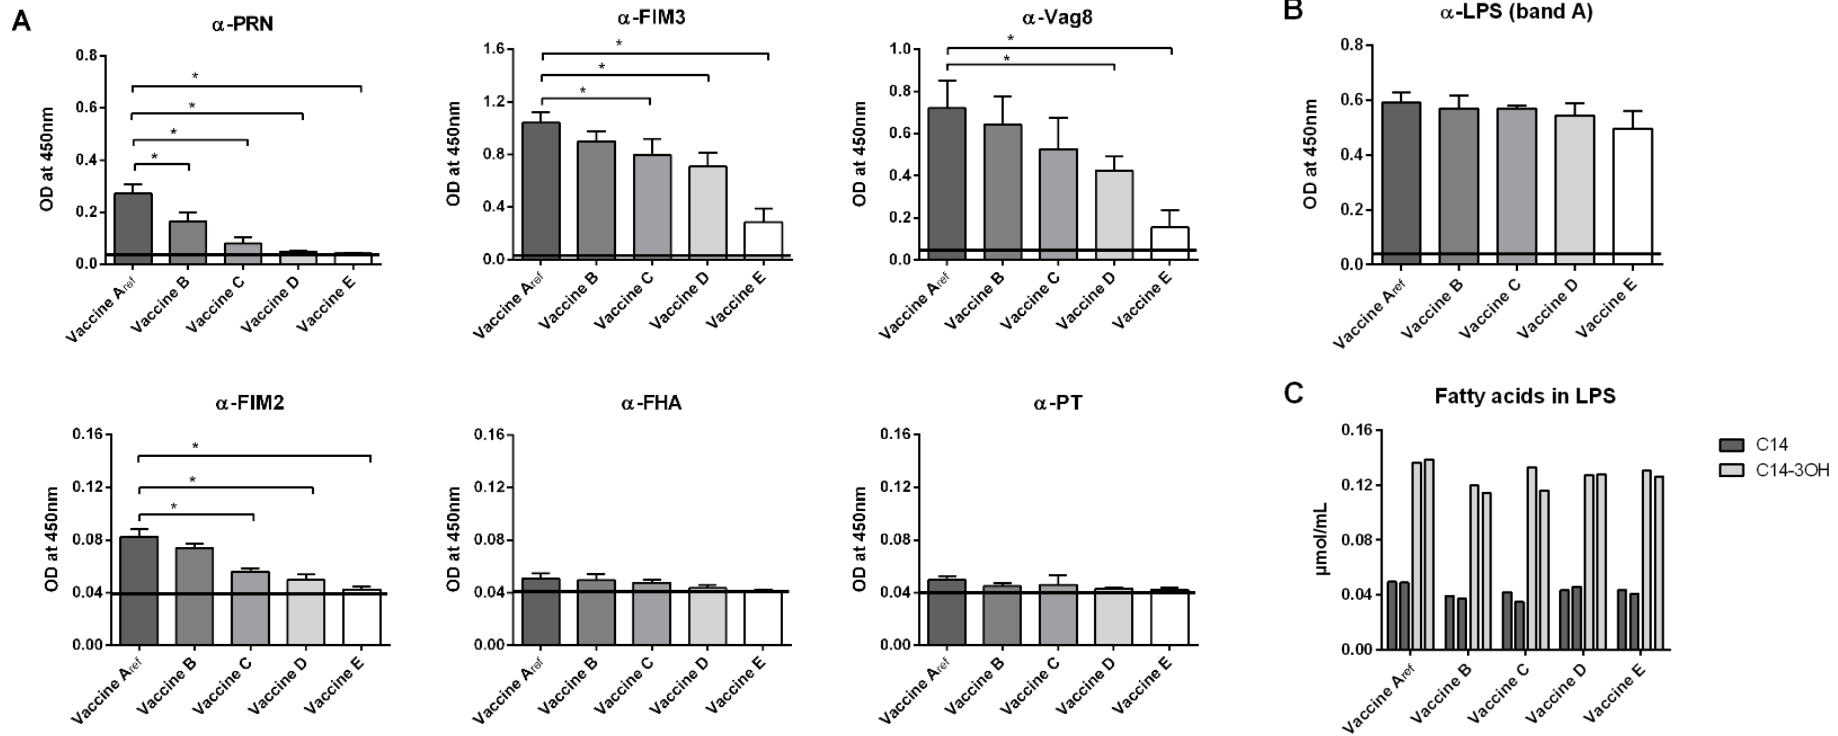 A
α-PRN
OD at 450nm
0.8
0.6
0.4
0.2
0.0
*
*
*
*
Vaccine Aref
Vaccine B
Vaccine C
Vaccine D
Vaccine E
α-FIM3
OD at 450nm
1.6
1.2
0.8
0.4
0.0
*
*
*
Vaccine Aref
Vaccine B
Vaccine C
Vaccine D
Vaccine E
α-Vag8
OD at 450nm
1.0
0.8
0.6
0.4
0.2
0.0
*
*
Vaccine Aref
Vaccine B
Vaccine C
Vaccine D
Vaccine E
B
α-LPS (band A)
OD at 450nm
0.8
0.6
0.4
0.2
0.0
Vaccine Aref
Vaccine B
Vaccine C
Vaccine D
Vaccine E
α-FIM2
OD at 450nm
0.16
0.12
0.08
0.04
0.00
*
*
*
Vaccine Aref
Vaccine B
Vaccine C
Vaccine D
Vaccine E
α-FHA
OD at 450nm
0.16
0.12
0.08
0.04
0.00
Vaccine Aref
Vaccine B
Vaccine C
Vaccine D
Vaccine E
α-PT
OD at 450nm
0.16
0.12
0.08
0.04
0.00
Vaccine Aref
Vaccine B
Vaccine C
Vaccine D
Vaccine E
C
Fatty acids in LPS
µmol/mL
0.16
0.12
0.08
0.04
0.00
Vaccine Aref
Vaccine B
Vaccine C
Vaccine D
Vaccine E
C14
C14-3OH